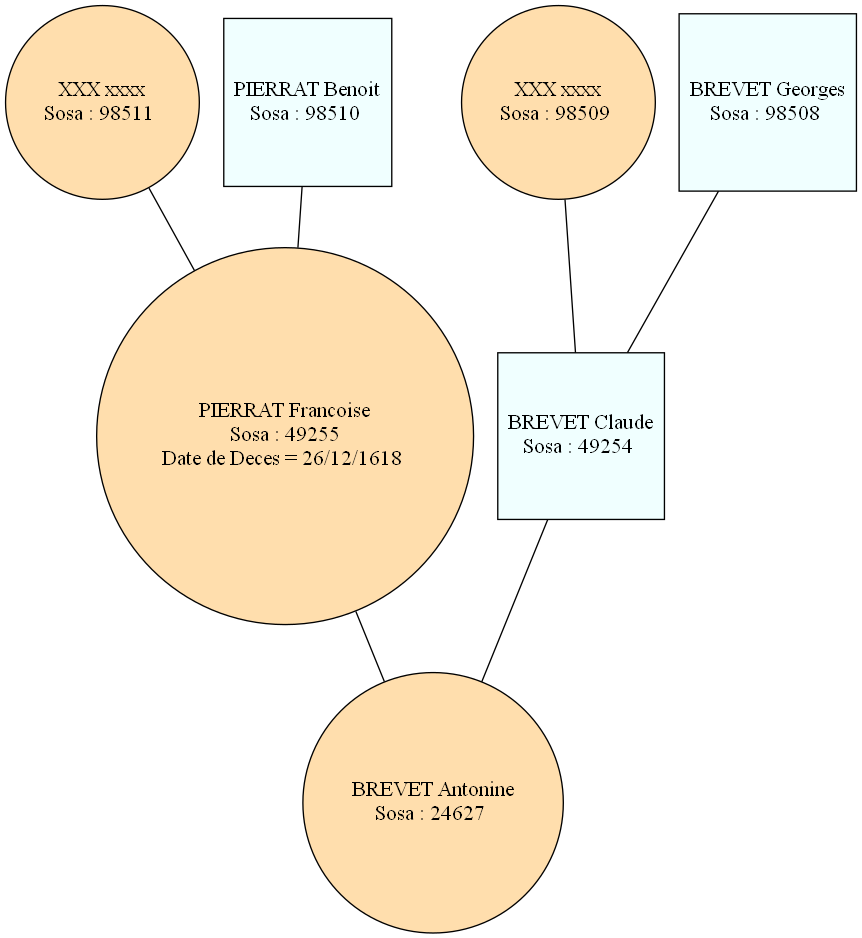 XXX xxxx
Sosa : 98511
PIERRAT Benoit
Sosa : 98510
XXX xxxx
Sosa : 98509
BREVET Georges
Sosa : 98508
PIERRAT Francoise
Sosa : 49255
Date de Deces = 26/12/1618
BREVET Claude
Sosa : 49254
BREVET Antonine
Sosa : 24627